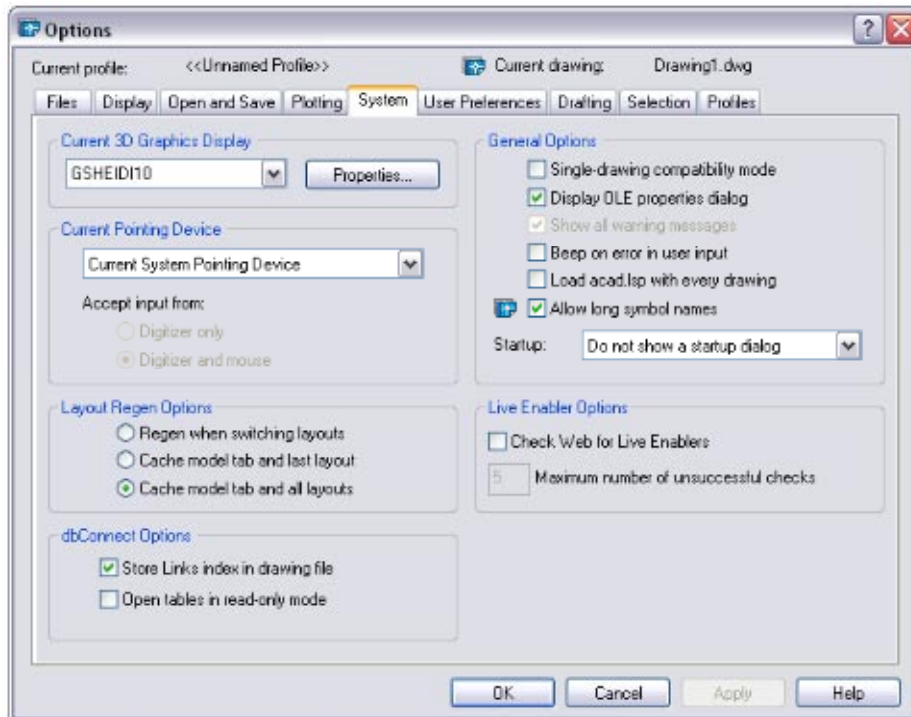 Options
Current profile: <<Unnamed Profile>> Current drawing: Drawing1.dwg
Files Display Open and Save Plotting System User Preferences Drafting Selection Profiles
Current 3D Graphics Display
GSHEIDI10 Properties...
Current Pointing Device
Current System Pointing Device
Accept input from:
Digitizer only
Digitizer and mouse
Layout Regen Options
Regen when switching layouts
Cache model tab and last layout
Cache model tab and all layouts
dbConnect Options
Store Links index in drawing file
Open tables in read-only mode
General Options
Single-drawing compatibility mode
Display OLE properties dialog
Show all warning messages
Beep on error in user input
Load acad.lsp with every drawing
Allow long symbol names
Startup: Do not show a startup dialog
Live Enabler Options
Check Web for Live Enablers
5 Maximum number of unsuccessful checks
OK Cancel Apply Help